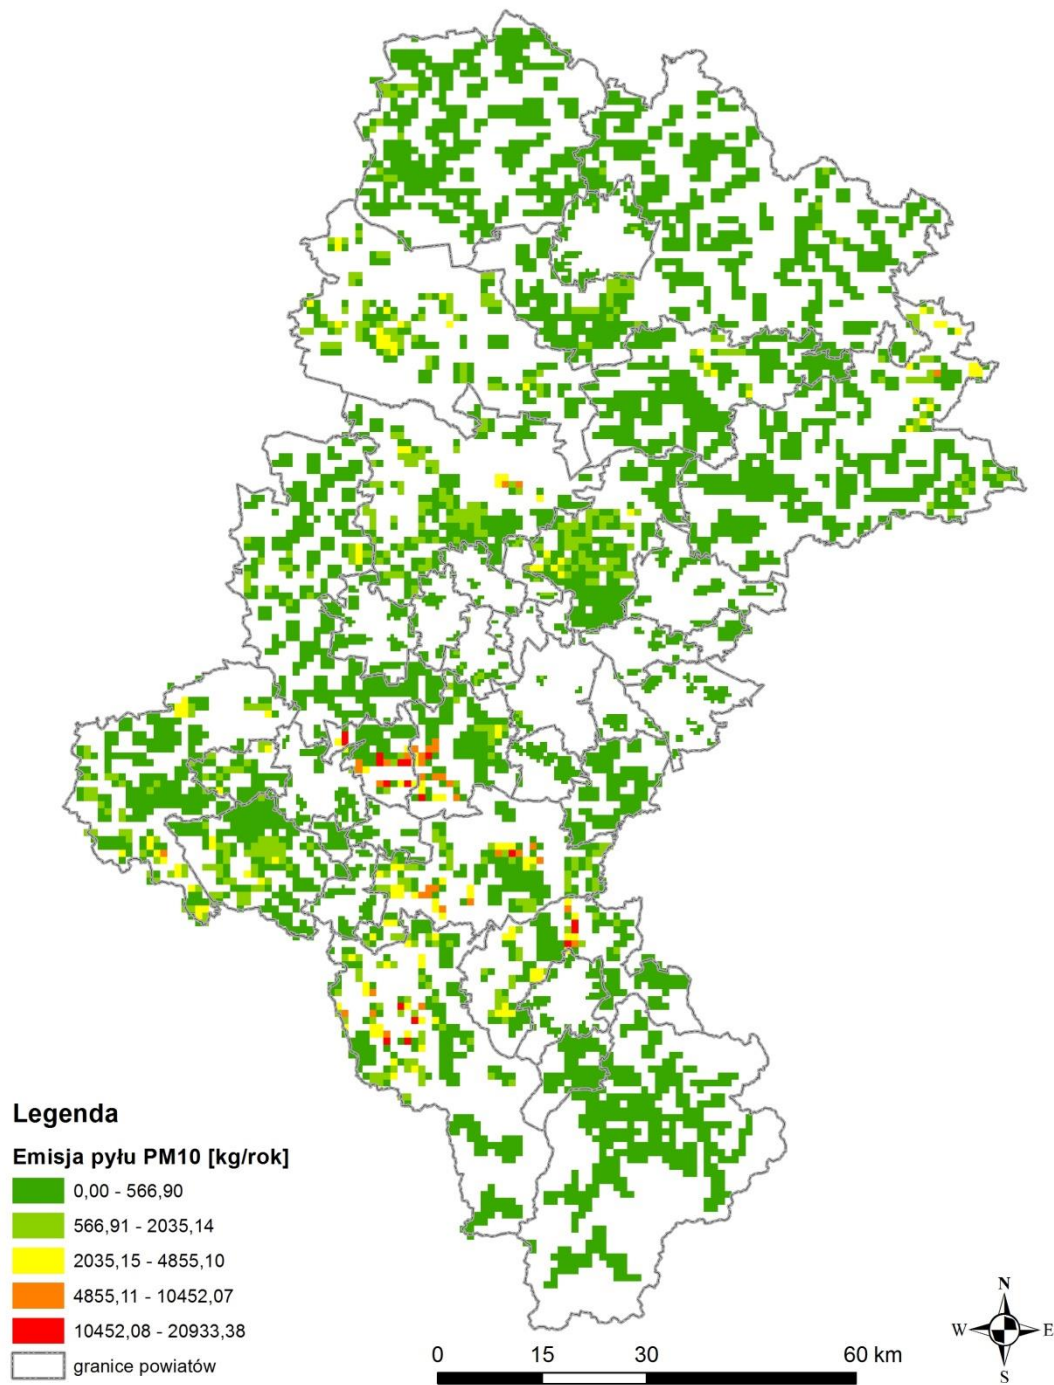 Legenda
Emisja pyłu PM10 [kg/rok]
0,00 - 566,90
566,91 - 2035,14
2035,15 - 4855,10
4855,11 - 10452,07
10452,08 - 20933,38
granice powiatów
0 15 30 60 km
N
W E
S